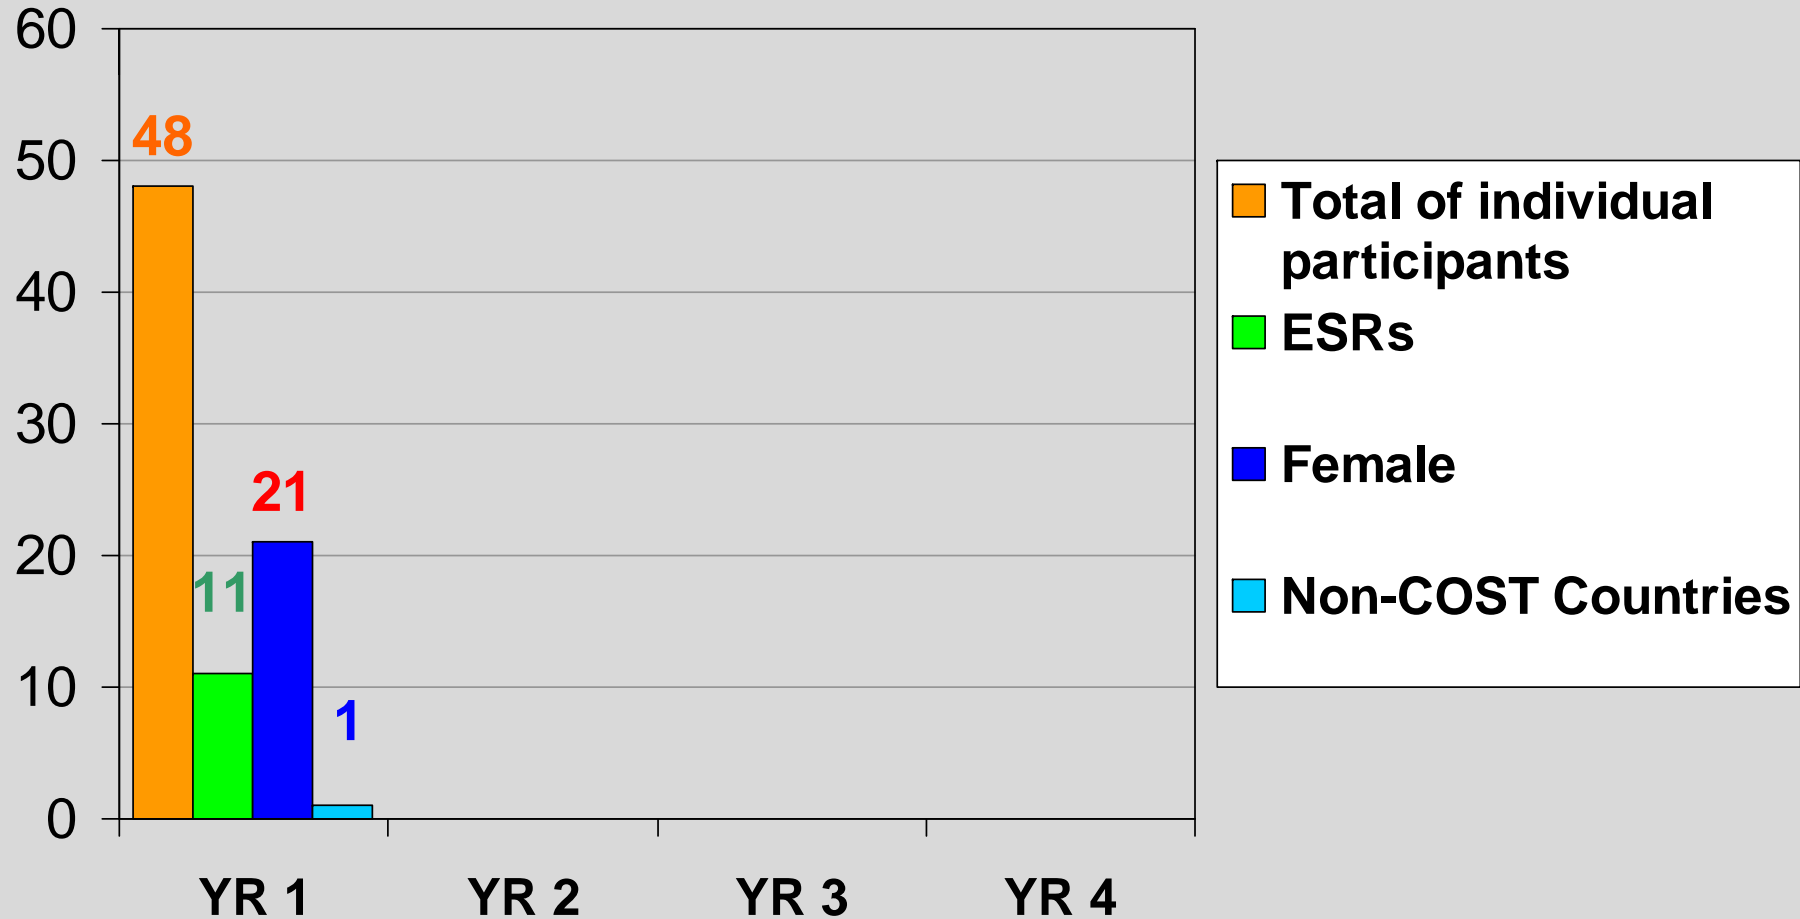 60
50
40
30
20
10
0
48
11
21
1
YR 1
YR 2
YR 3
YR 4
Total of individual
participants
ESRs
Female
Non-COST Countries